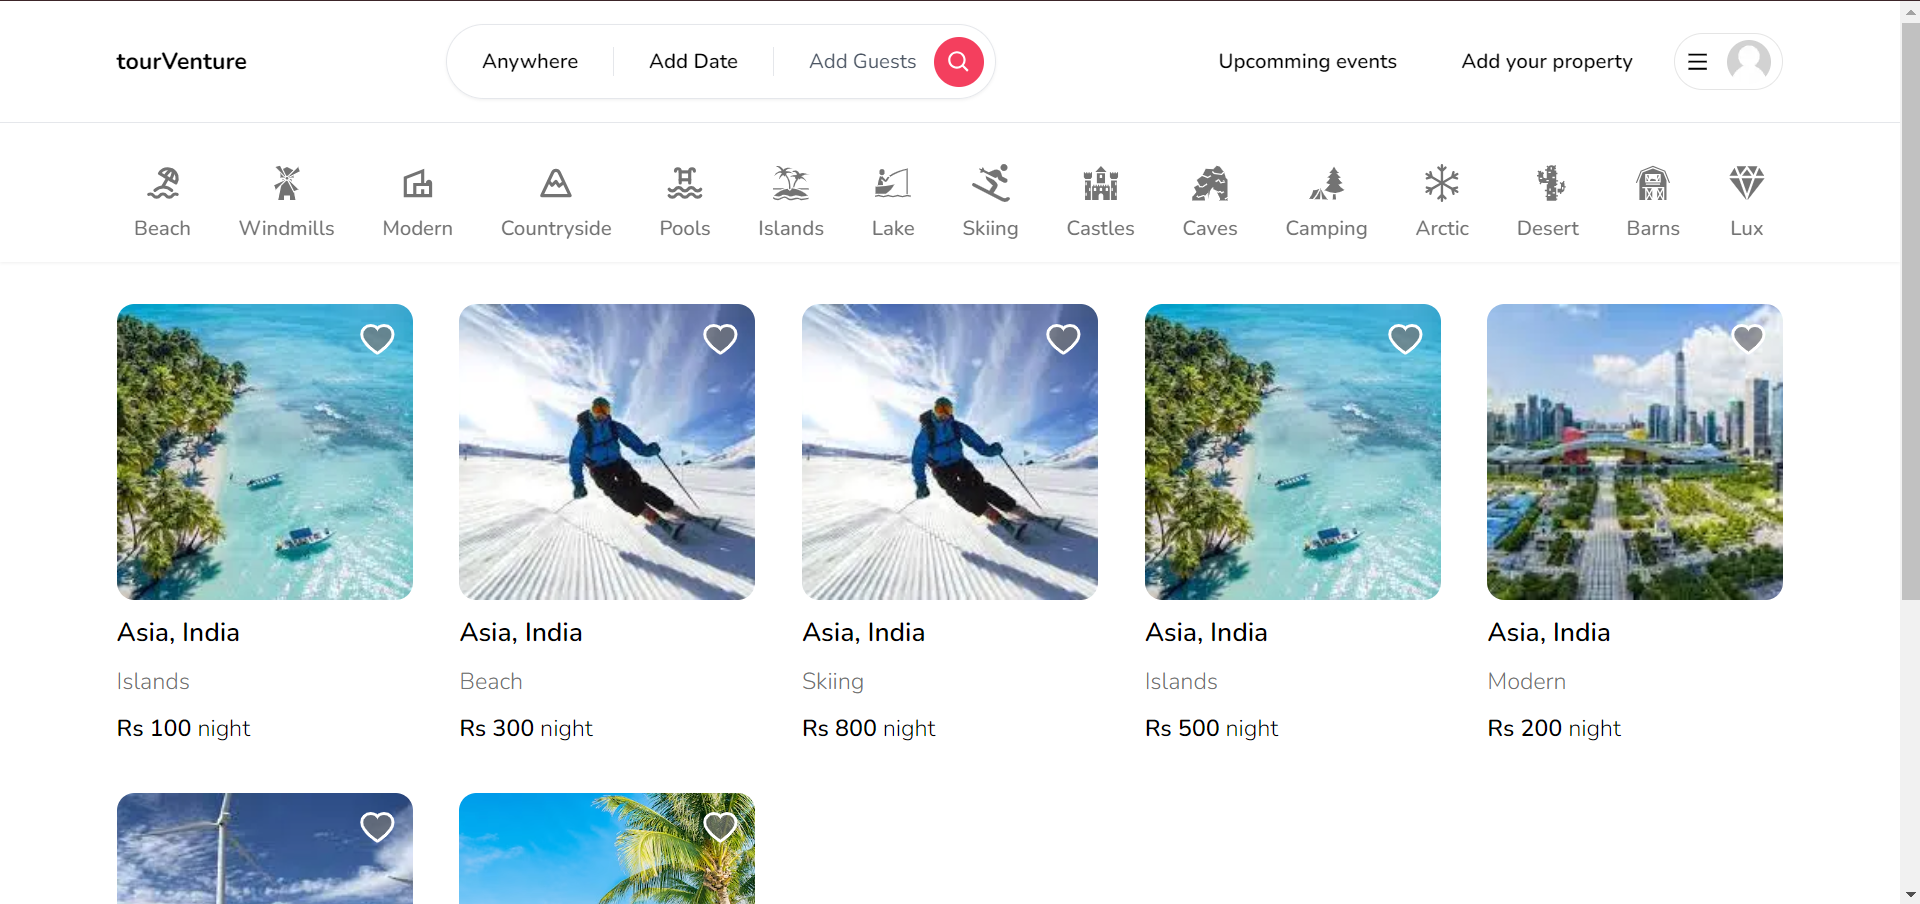 tourVenture
Anywhere
Add Date
Add Guests
Upcomming events
Add your property
Beach
Windmills
Modern
Countryside
Pools
Islands
Lake
Skiing
Castles
Caves
Camping
Arctic
Desert
Barns
Lux
Asia, India
Islands
Rs 100 night
Asia, India
Beach
Rs 300 night
Asia, India
Skiing
Rs 800 night
Asia, India
Islands
Rs 500 night
Asia, India
Modern
Rs 200 night